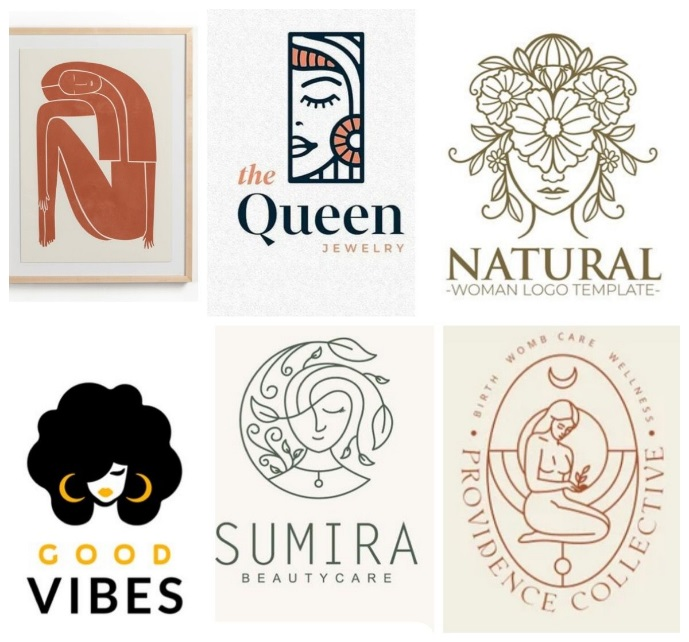 the
Queen
JEWELRY
NATURAL
-WOMAN LOGO TEMPLATE-
GOOD
VIBES
SUMIRA
BEAUTYCARE
BIRTH WOMB CARE WELLNESS
• PROVIDENCE COLLECTIVE •